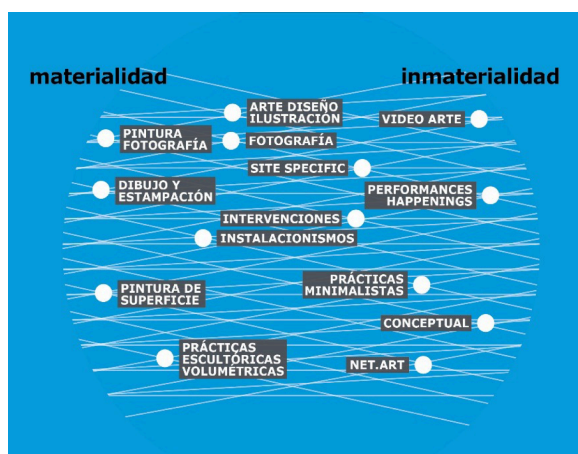 materialidad
inmaterialidad
ARTE DISEÑO
ILUSTRACIÓN
VIDEO ARTE
PINTURA
FOTOGRAFÍA
FOTOGRAFÍA
SITE SPECIFIC
DIBUJO Y
ESTAMPACIÓN
PERFORMANCES
HAPPENINGS
INTERVENCIONES
INSTALACIONISMOS
PRÁCTICAS
MINIMALISTAS
PINTURA DE
SUPERFICIE
CONCEPTUAL
PRÁCTICAS
ESCULTÓRICAS
VOLUMÉTRICAS
NET.ART